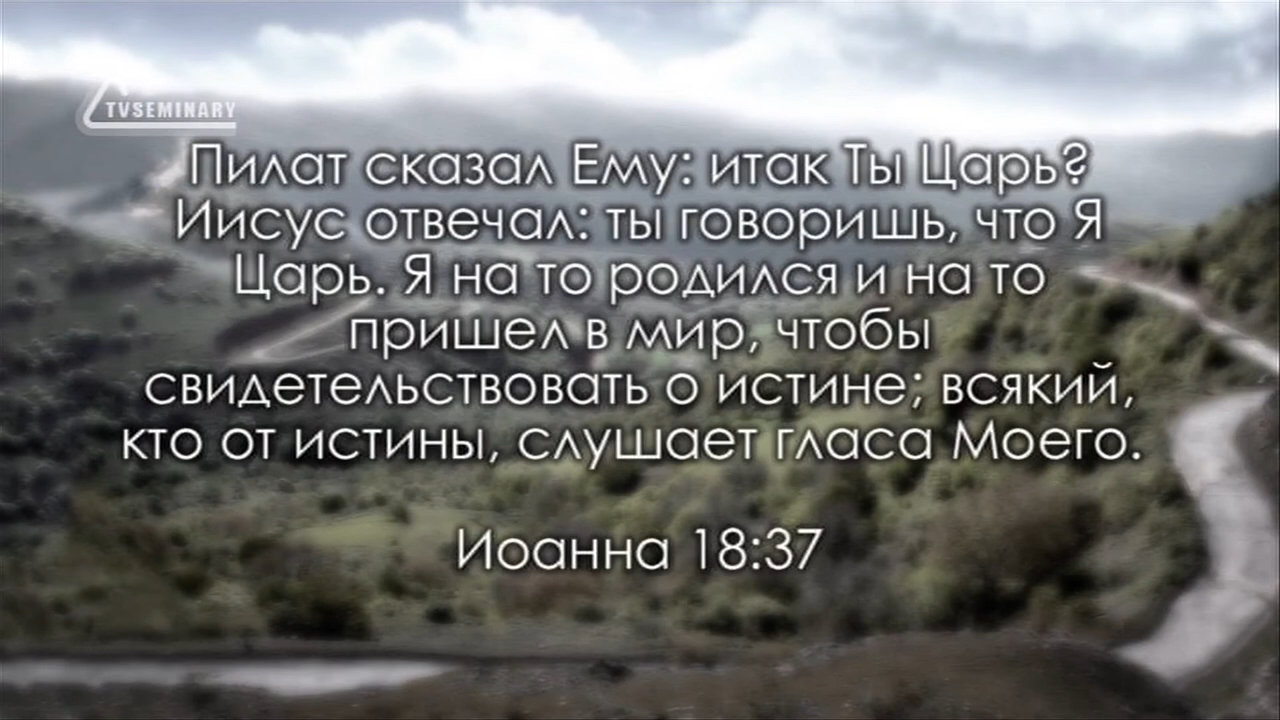 TVSEMINARY
Пилат сказал Ему: итак Ты Царь?
Иисус отвечал: ты говоришь, что Я
Царь. Я на то родился и на то
пришел в мир, чтобы
свидетельствовать о истине; всякий,
кто от истины, слушает гласа Моего.
Иоанна 18:37